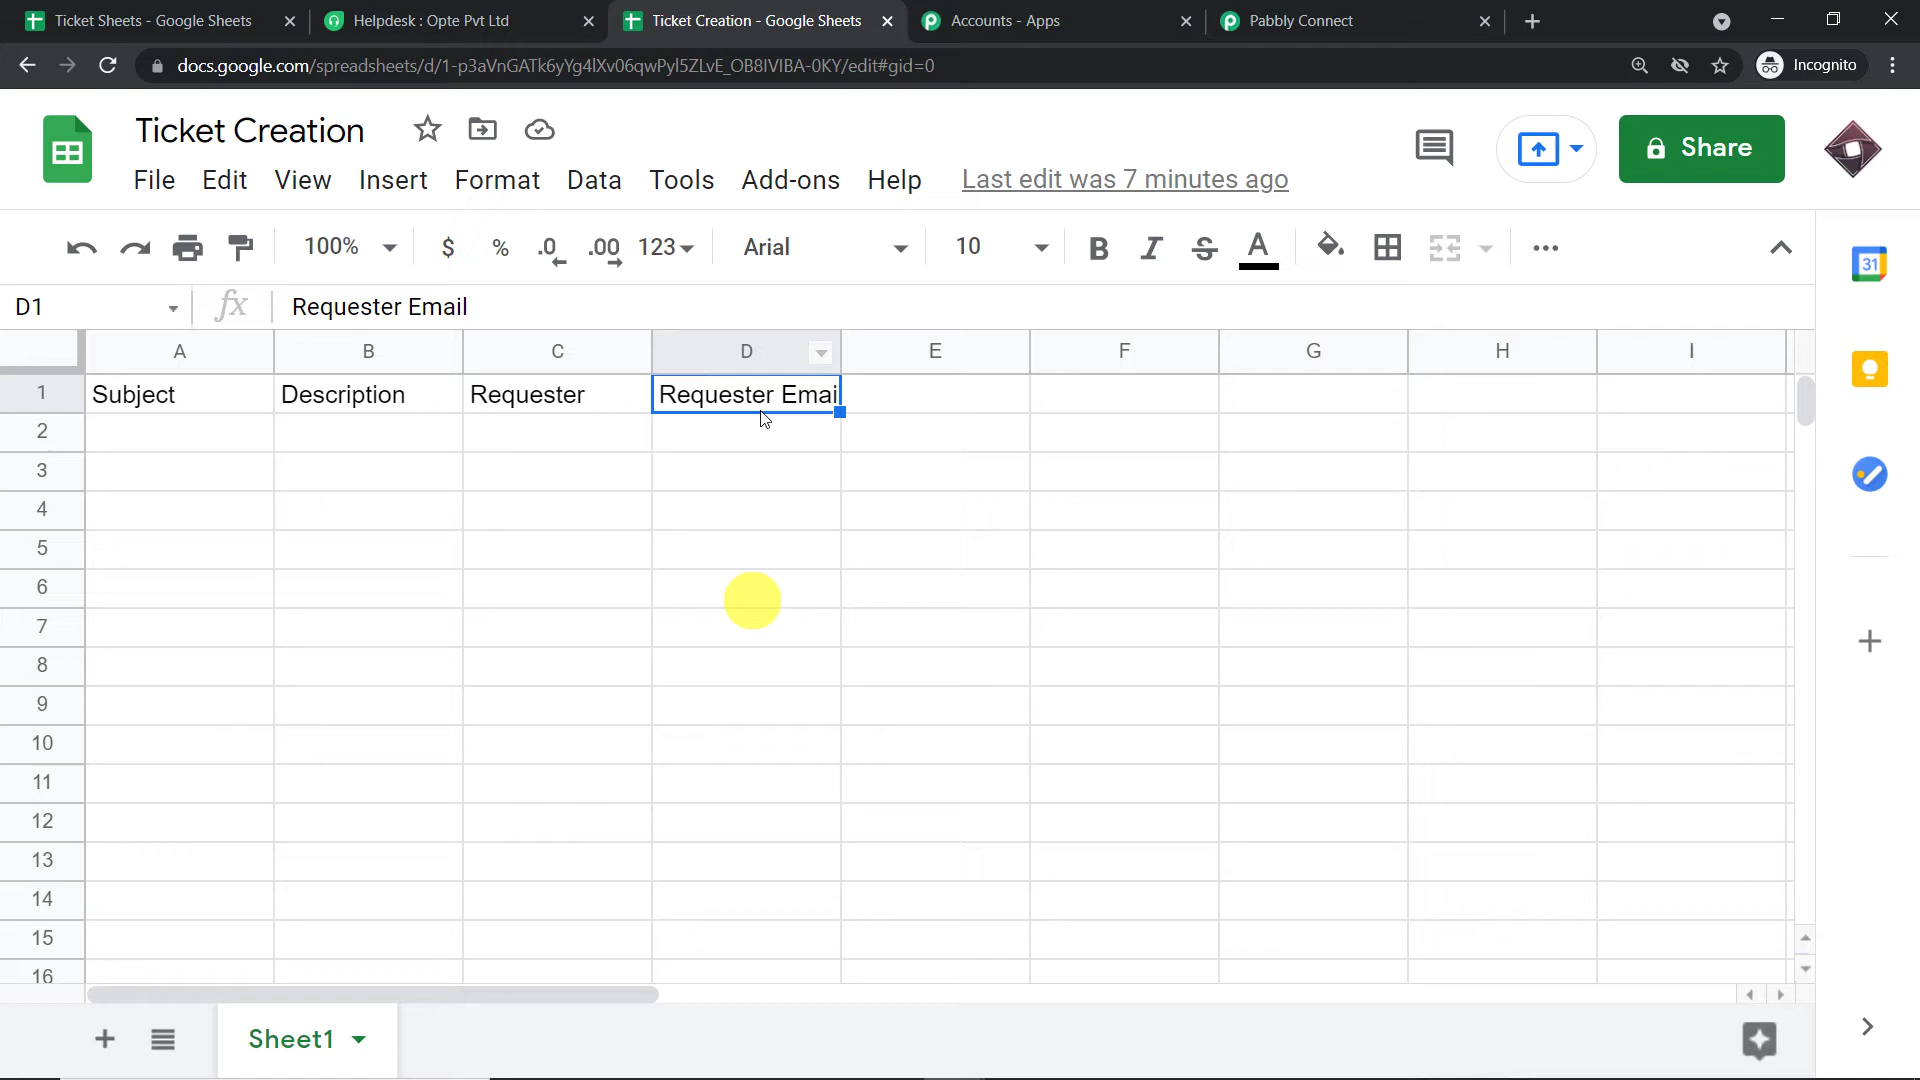 Ticket Sheets - Google Sheets
Helpdesk : Opte Pvt Ltd
Ticket Creation - Google Sheets
Accounts - Apps
Pabbly Connect
docs.google.com/spreadsheets/d/1-p3aVnGATk6yYg4lXv06qwPyl5ZLvE_OB8IVIBA-0KY/edit#gid=0
Incognito
Ticket Creation
Share
File Edit View Insert Format Data Tools Add-ons Help Last edit was 7 minutes ago
100% $ % .0 .00 123 Arial 10 B I S A
31
D1 fx Requester Email
A B C D E F G H I
1 Subject Description Requester Requester Emai
2
3
4
5
6
7
8
9
10
11
12
13
14
15
16
Sheet1